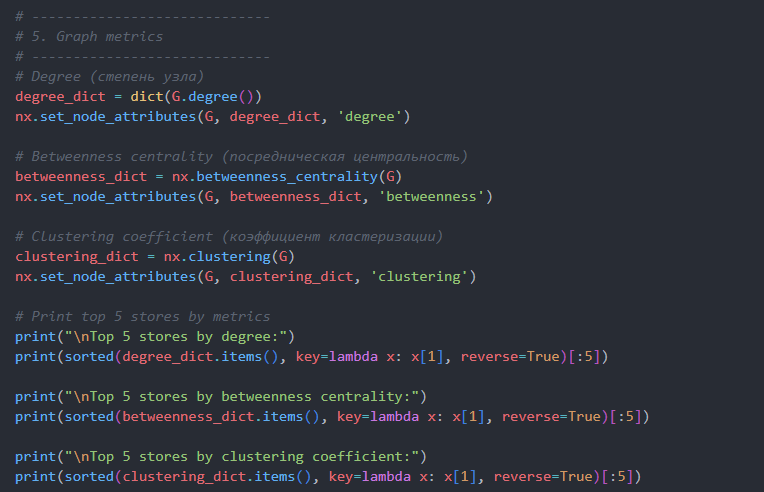 # -----------------------------
# 5. Graph metrics
# -----------------------------
# Degree (степень узла)
degree_dict = dict(G.degree())
nx.set_node_attributes(G, degree_dict, 'degree')
# Betweenness centrality (посредническая центральность)
betweenness_dict = nx.betweenness_centrality(G)
nx.set_node_attributes(G, betweenness_dict, 'betweenness')
# Clustering coefficient (коэффициент кластеризации)
clustering_dict = nx.clustering(G)
nx.set_node_attributes(G, clustering_dict, 'clustering')
# Print top 5 stores by metrics
print("\nTop 5 stores by degree:")
print(sorted(degree_dict.items(), key=lambda x: x[1], reverse=True)[:5])
print("\nTop 5 stores by betweenness centrality:")
print(sorted(betweenness_dict.items(), key=lambda x: x[1], reverse=True)[:5])
print("\nTop 5 stores by clustering coefficient:")
print(sorted(clustering_dict.items(), key=lambda x: x[1], reverse=True)[:5])